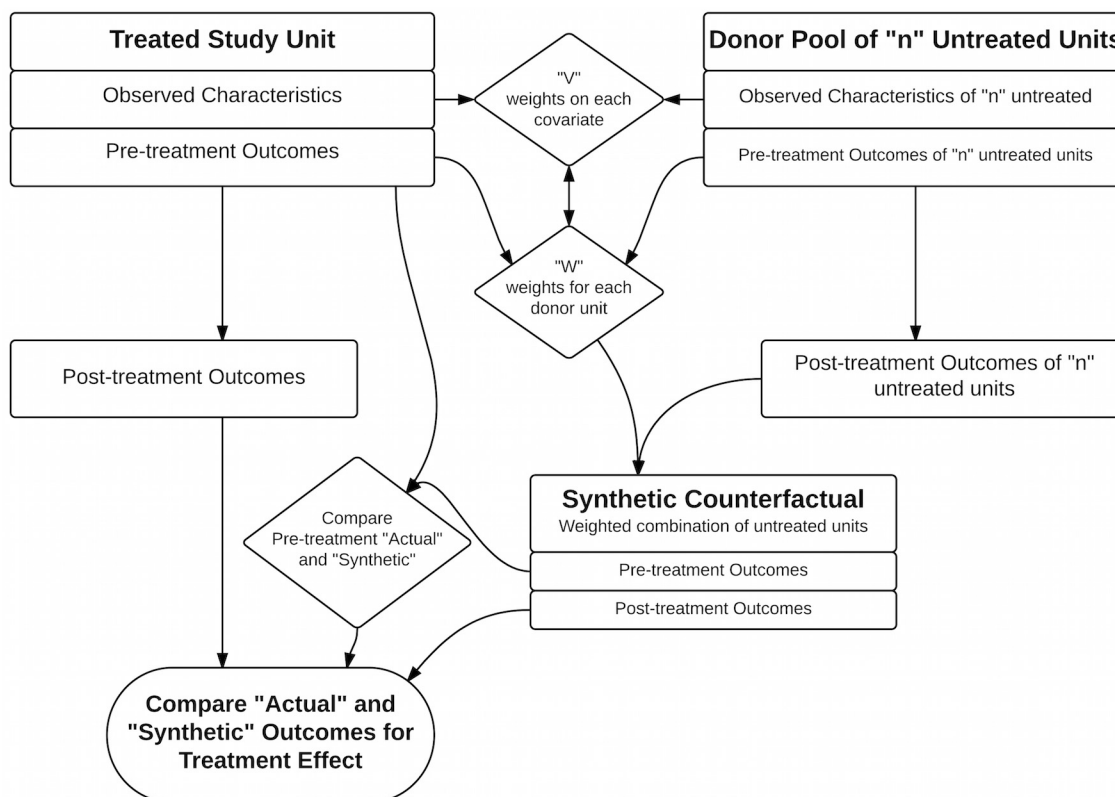 Treated Study Unit
Observed Characteristics
Pre-treatment Outcomes
"V"
weights on each
covariate
Donor Pool of "n" Untreated Units
Observed Characteristics of "n" untreated
Pre-treatment Outcomes of "n" untreated units
"W"
weights for each
donor unit
Post-treatment Outcomes
Post-treatment Outcomes of "n"
untreated units
Compare
Pre-treatment "Actual"
and "Synthetic"
Synthetic Counterfactual
Weighted combination of untreated units
Pre-treatment Outcomes
Post-treatment Outcomes
Compare "Actual" and
"Synthetic" Outcomes for
Treatment Effect